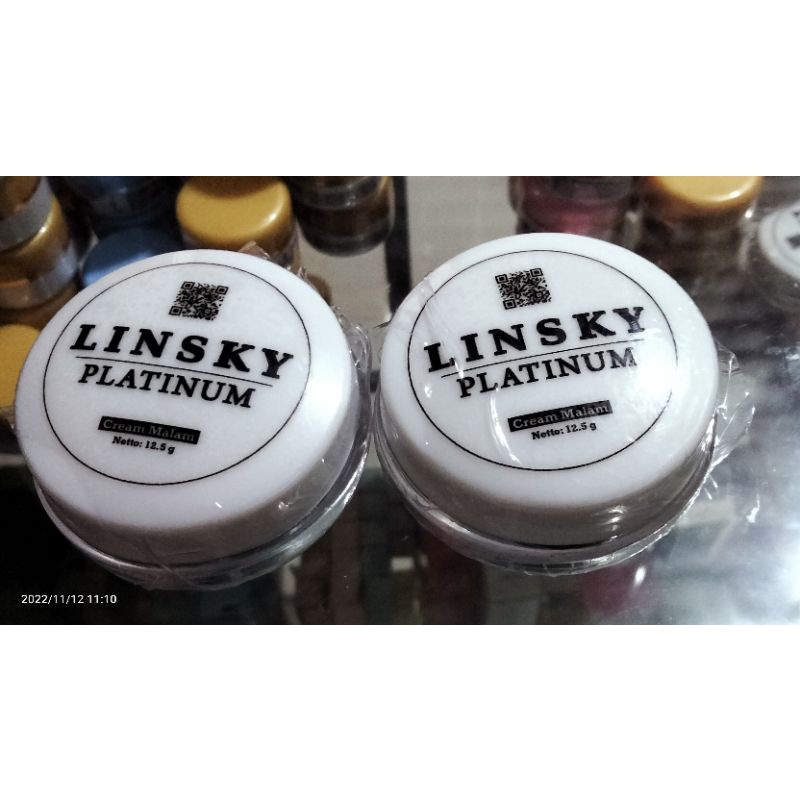 LINSKY
PLATINUM
Cream Malam
Netto: 12.5 g
LINSKY
PLATINUM
Cream Malam
Netto: 12.5 g
2022/11/12 11:10